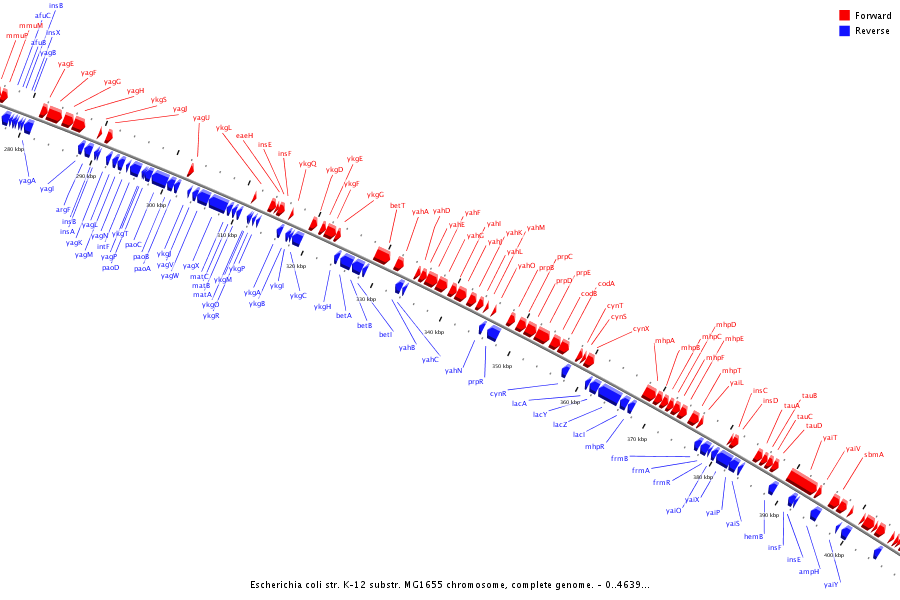 insB
afuC
mmuM
insX
mmuP
afuB
yagB
yagE
yagF
yagG
yagH
ykgS
yagJ
yagU
ykgL
eaeH
insE
insF
ykgQ
ykgE
ykgD
ykgF
ykgG
betT
yahA
yahD
yahF
yahE
yahI
yahG
yahK
yahM
yahJ
yahL
yahO
prpC
prpB
prpE
prpD
codA
codB
cynT
cynS
cynX
mhpA
mhpD
mhpC
mhpE
mhpB
mhpF
mhpT
yaiL
insC
insD
tauB
tauA
tauC
tauD
yaiT
yaiV
sbmA
Forward
Reverse
280 kbp
290 kbp
300 kbp
310 kbp
320 kbp
330 kbp
340 kbp
350 kbp
360 kbp
370 kbp
380 kbp
390 kbp
400 kbp
yagA
yagI
argF
insB
insA
yagK
yagL
yagM
yagN
intF
yagP
ykgT
paoD
paoC
paoB
paoA
ykgJ
yagV
yagW
yagX
matC
matB
matA
ykgO
ykgR
ykgM
ykgP
ykgA
ykgB
ykgI
ykgC
ykgH
betA
betB
betI
yahB
yahC
yahN
prpR
cynR
lacA
lacY
lacZ
lacI
mhpR
frmB
frmA
frmR
yaiO
yaiX
yaiP
yaiS
hemB
insF
insE
ampH
yaiY
Escherichia coli str. K-12 substr. MG1655 chromosome, complete genome. - 0..4639...